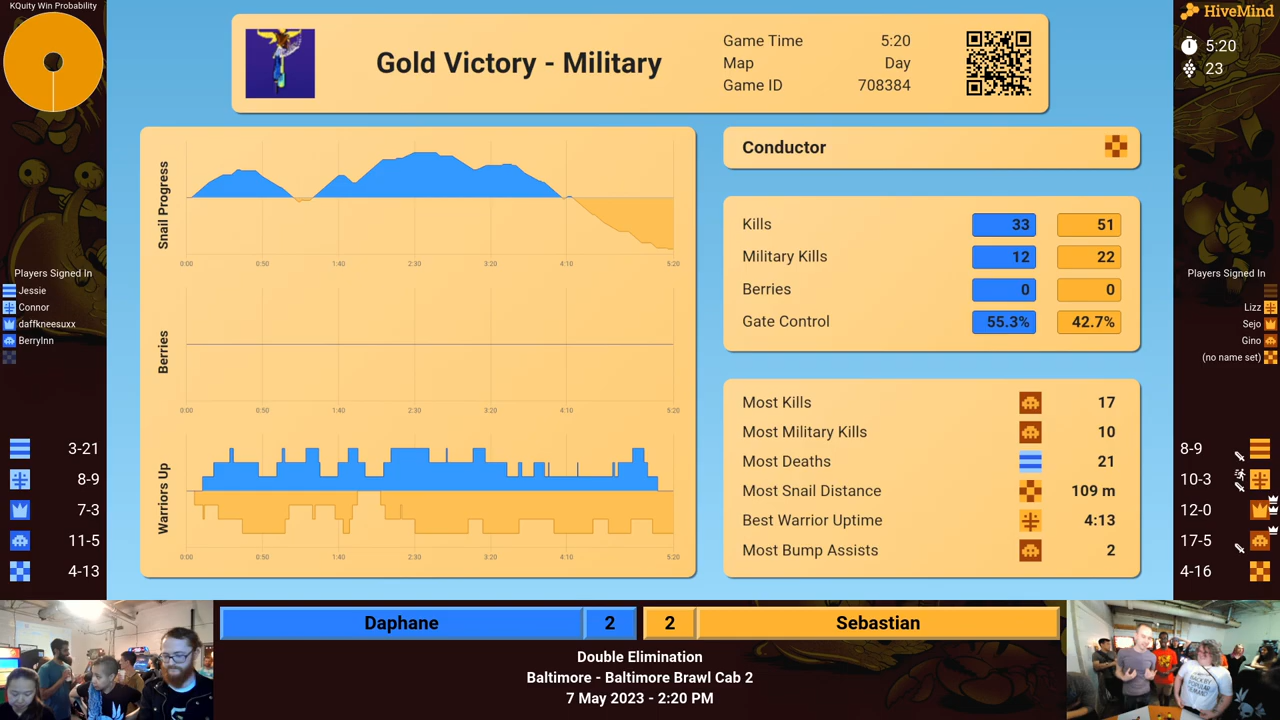 KQuity Win Probability
HiveMind
5:20
23
Gold Victory - Military
Game Time 5:20
Map Day
Game ID 708384
Snail Progress
0:00 0:50 1:40 2:30 3:20 4:10 5:20
Berries
0:00 0:50 1:40 2:30 3:20 4:10 5:20
Warriors Up
0:00 0:50 1:40 2:30 3:20 4:10 5:20
Conductor
Kills 33 51
Military Kills 12 22
Berries 0 0
Gate Control 55.3% 42.7%
Most Kills 17
Most Military Kills 10
Most Deaths 21
Most Snail Distance 109 m
Best Warrior Uptime 4:13
Most Bump Assists 2
Players Signed In
Jessie
Connor
daffkneesuxx
BerryInn
3-21
8-9
7-3
11-5
4-13
Players Signed In
Lizz
Sejo
Gino
(no name set)
8-9
10-3
12-0
17-5
4-16
Daphane 2 2 Sebastian
Double Elimination
Baltimore - Baltimore Brawl Cab 2
7 May 2023 - 2:20 PM